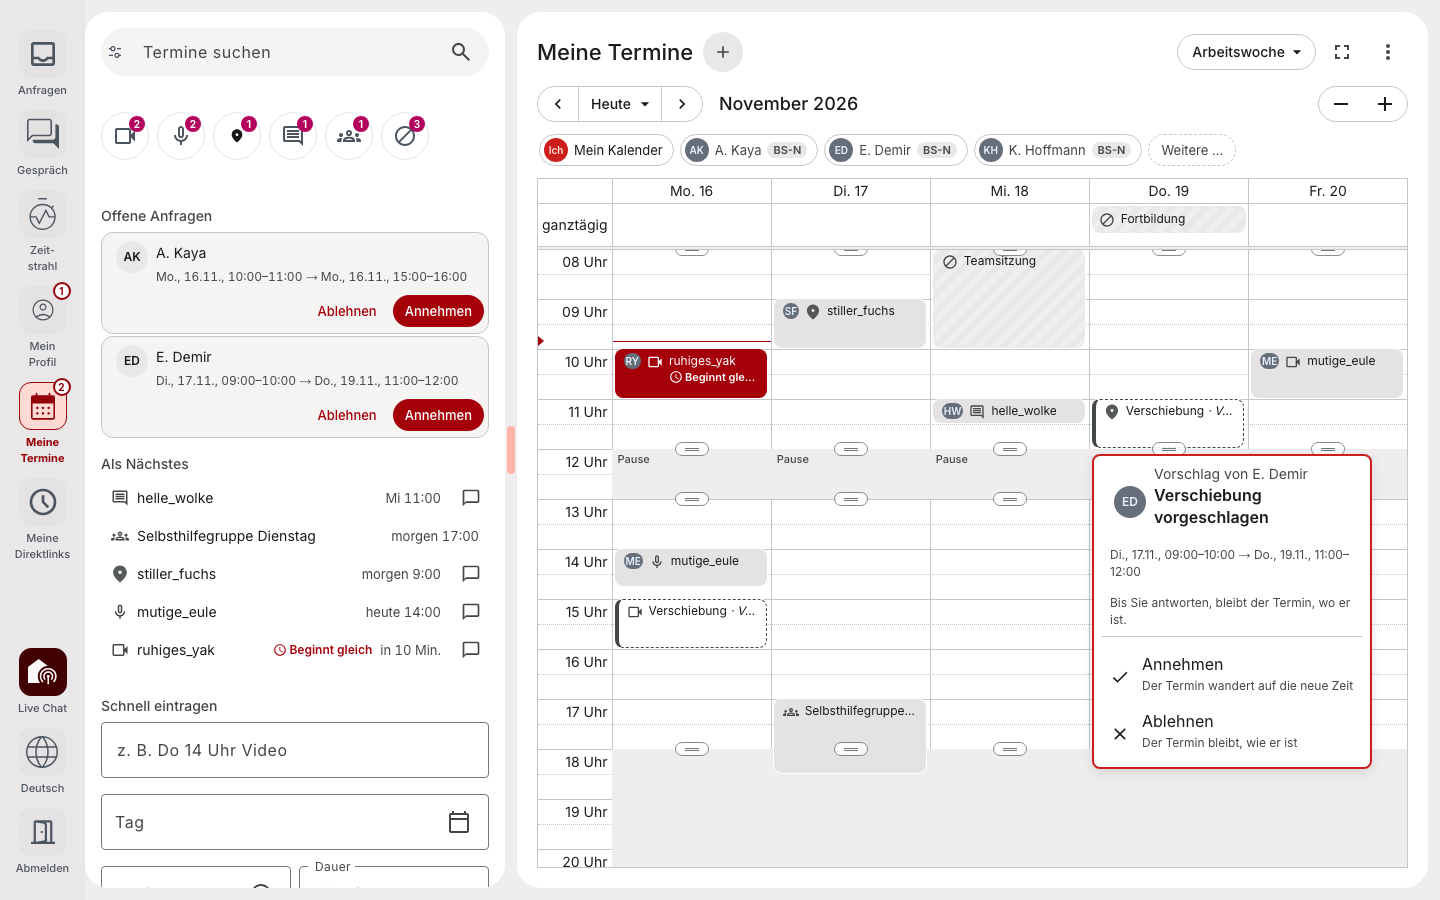 Anfragen
Gespräch
Zeit-
strahl
1
Mein
Profil
2
Meine
Termine
Meine
Direktlinks
Live Chat
Deutsch
Abmelden
Termine suchen
2
2
1
1
1
3
Offene Anfragen
AK
A. Kaya
Mo., 16.11., 10:00–11:00 → Mo., 16.11., 15:00–16:00
Ablehnen
Annehmen
ED
E. Demir
Di., 17.11., 09:00–10:00 → Do., 19.11., 11:00–12:00
Ablehnen
Annehmen
Als Nächstes
helle_wolke Mi 11:00
Selbsthilfegruppe Dienstag morgen 17:00
stiller_fuchs morgen 9:00
mutige_eule heute 14:00
ruhiges_yak Beginnt gleich in 10 Min.
Schnell eintragen
z. B. Do 14 Uhr Video
Tag
Dauer
Meine Termine
Arbeitswoche
Heute
November 2026
Ich Mein Kalender
AK A. Kaya BS-N
ED E. Demir BS-N
KH K. Hoffmann BS-N
Weitere ...
Mo. 16 Di. 17 Mi. 18 Do. 19 Fr. 20
ganztägig
Fortbildung
08 Uhr
Teamsitzung
09 Uhr
SF stiller_fuchs
10 Uhr
RY ruhiges_yak
Beginnt gle...
ME mutige_eule
11 Uhr
HW helle_wolke
Verschiebung · V...
12 Uhr
Pause
Pause
Pause
13 Uhr
14 Uhr
ME mutige_eule
15 Uhr
Verschiebung · V...
16 Uhr
17 Uhr
Selbsthilfegruppe...
18 Uhr
19 Uhr
20 Uhr
Vorschlag von E. Demir
ED
Verschiebung
vorgeschlagen
Di., 17.11., 09:00–10:00 → Do., 19.11., 11:00–
12:00
Bis Sie antworten, bleibt der Termin, wo er
ist.
Annehmen
Der Termin wandert auf die neue Zeit
Ablehnen
Der Termin bleibt, wie er ist